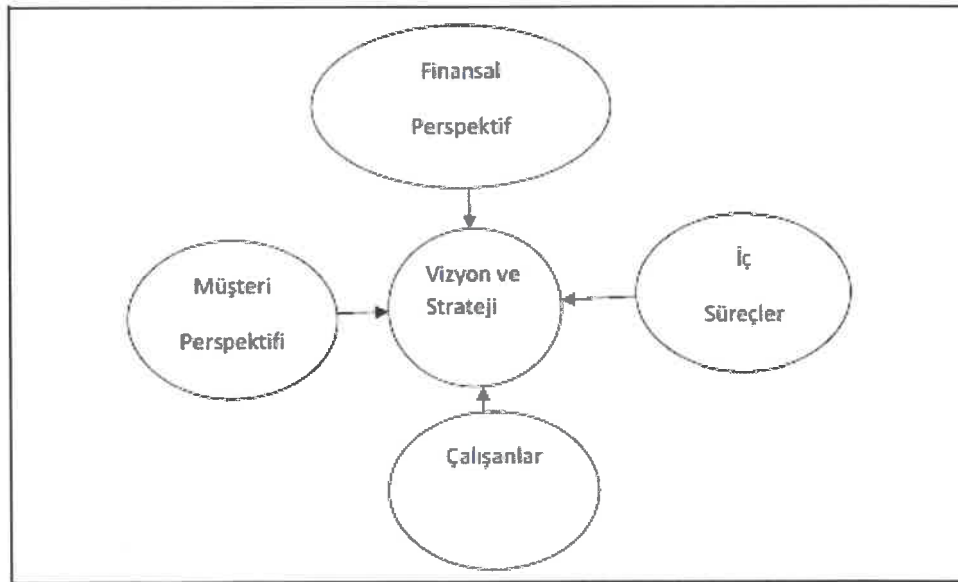 Finansal
Perspektif
Müşteri
Perspektifi
Vizyon ve
Strateji
İç
Süreçler
Çalışanlar